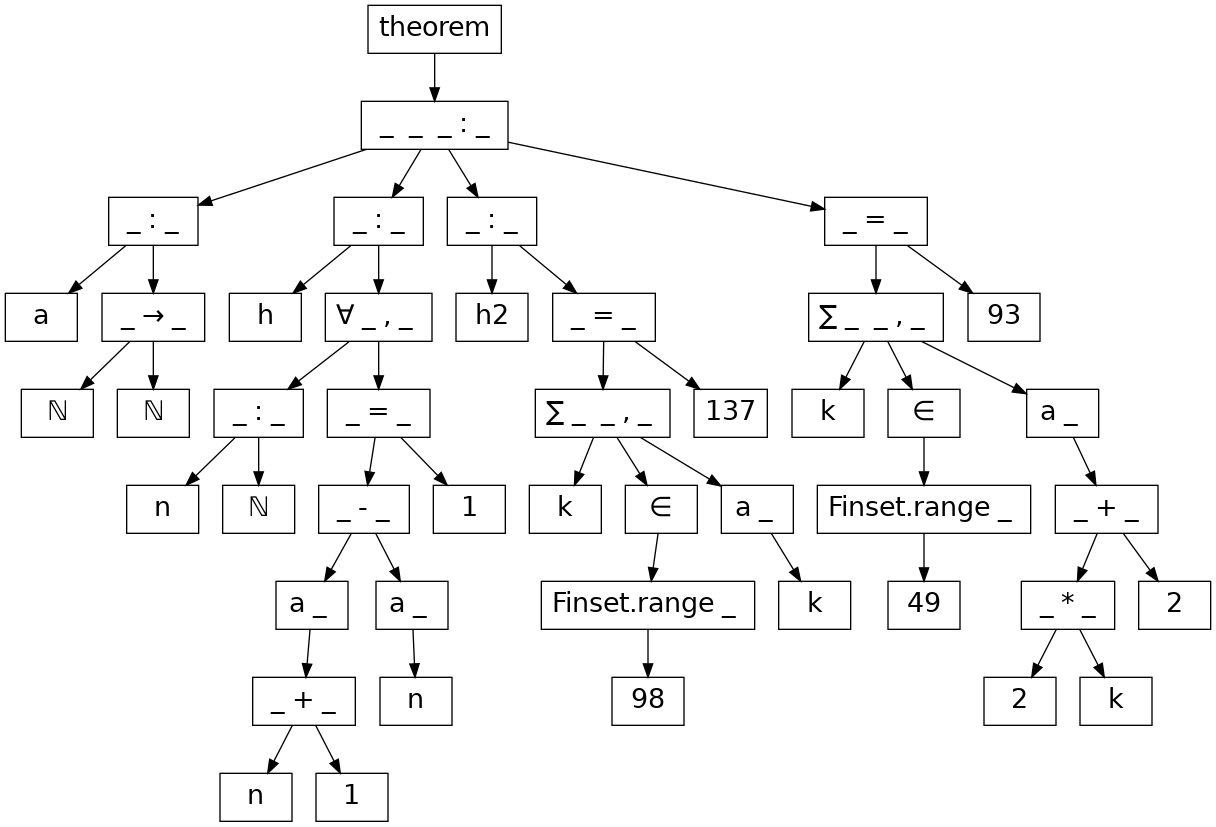 theorem
_ _ _ : _
_ : _ _ : _ _ : _ _ = _
a _ → _ h ∀ _ , _ h2 _ = _ ∑ _ _ , _ 93
ℕ ℕ _ : _ _ = _ ∑ _ _ , _ 137 k ∈ a _
n ℕ _ - _ 1 k ∈ a _ Finset.range _ _ + _
a _ a _ Finset.range _ k 49 _ * _ 2
_ + _ n 98 2 k
n 1